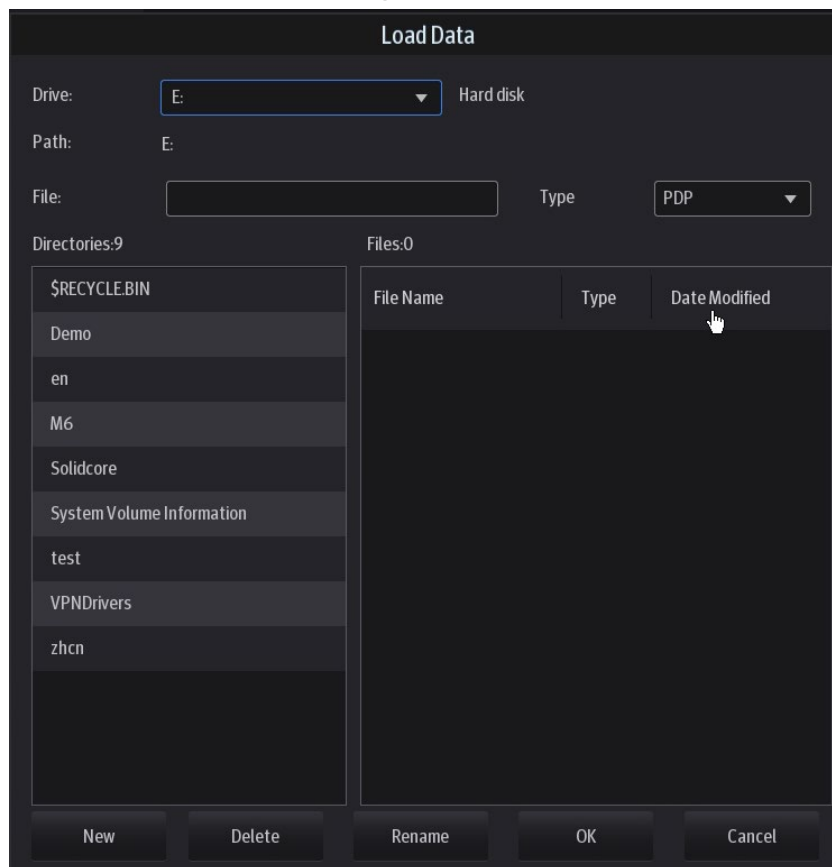 Load Data
Drive: E: Hard disk
Path: E:
File: Type PDP
Directories:9 Files:0
$RECYCLE.BIN
File Name Type Date Modified
Demo
en
M6
Solidcore
System Volume Information
test
VPNDrivers
zhcn
New Delete Rename OK Cancel